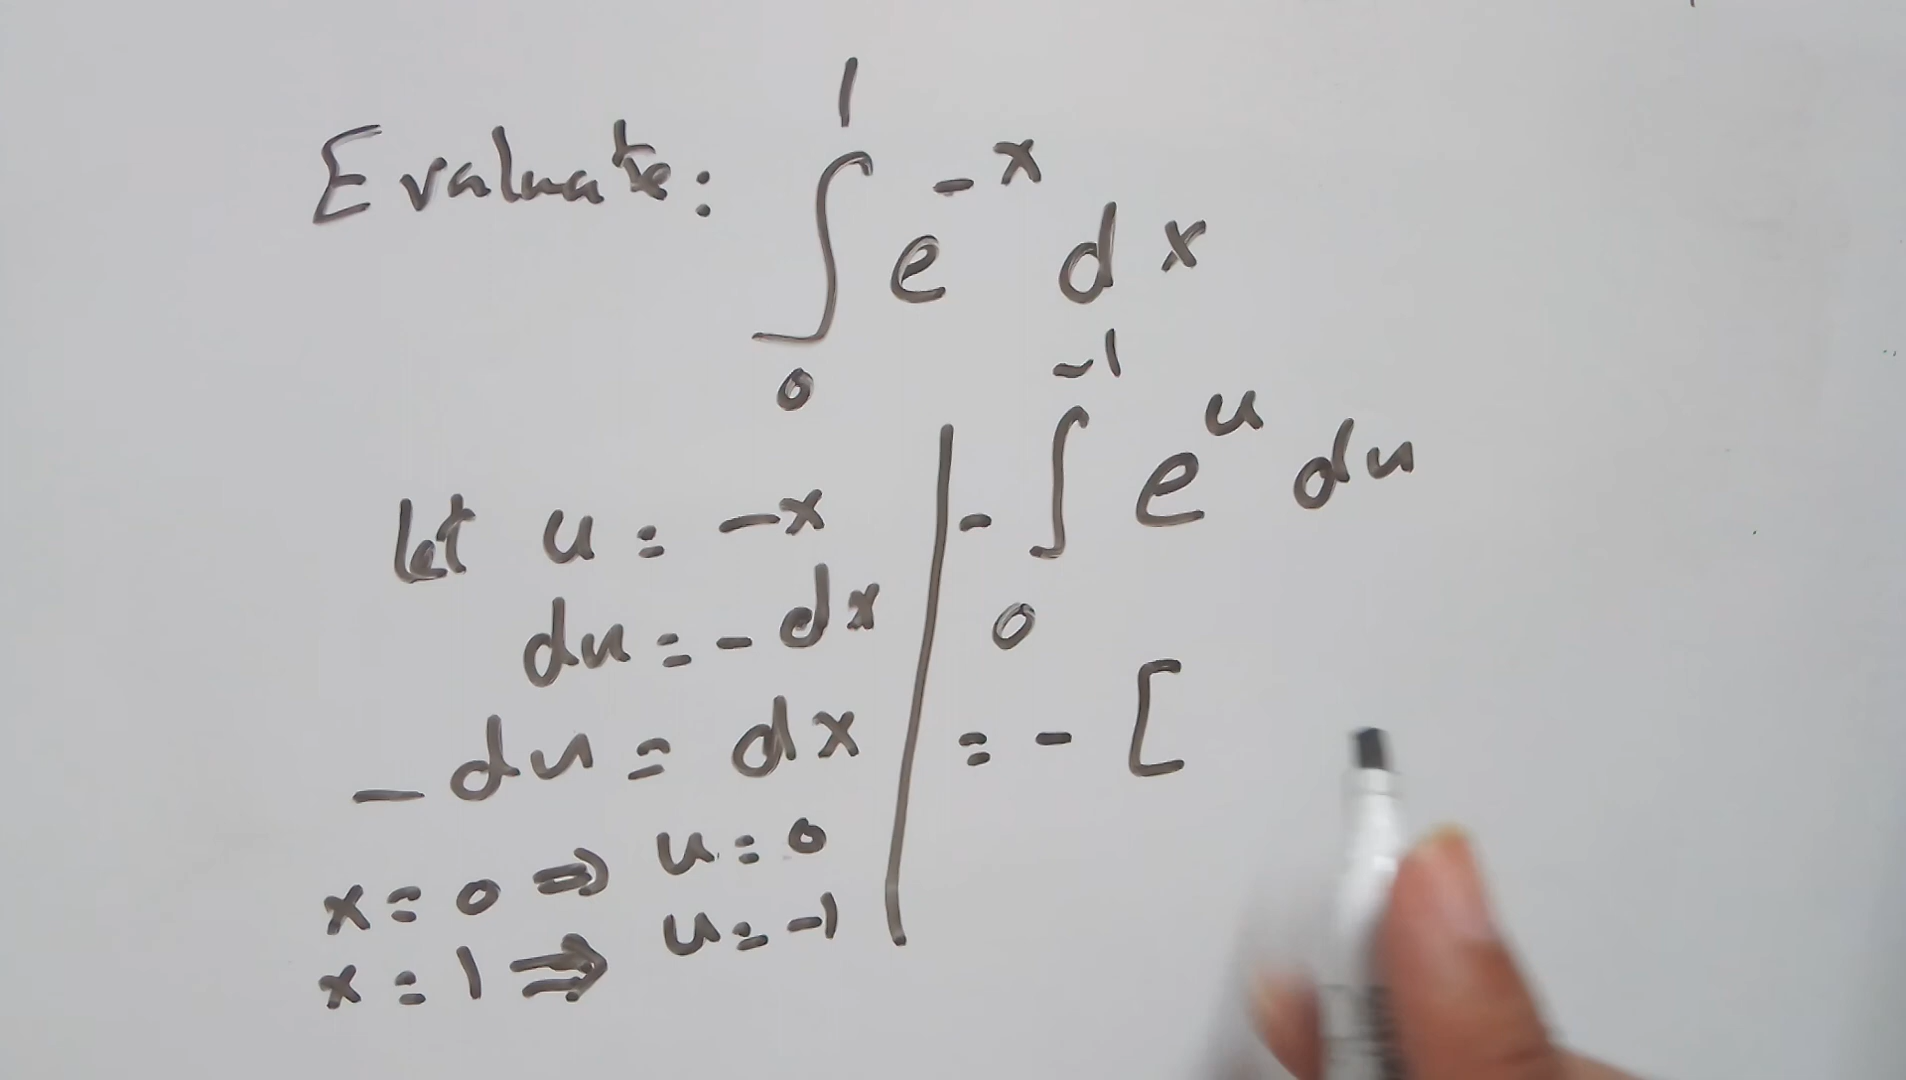 Evaluate: ∫₀¹ e^{-x} dx
let u = -x
du = - dx
- du = dx
x = 0 ⇒ u = 0
x = 1 ⇒ u = -1
- ∫₀^{-1} e^u du
= - [